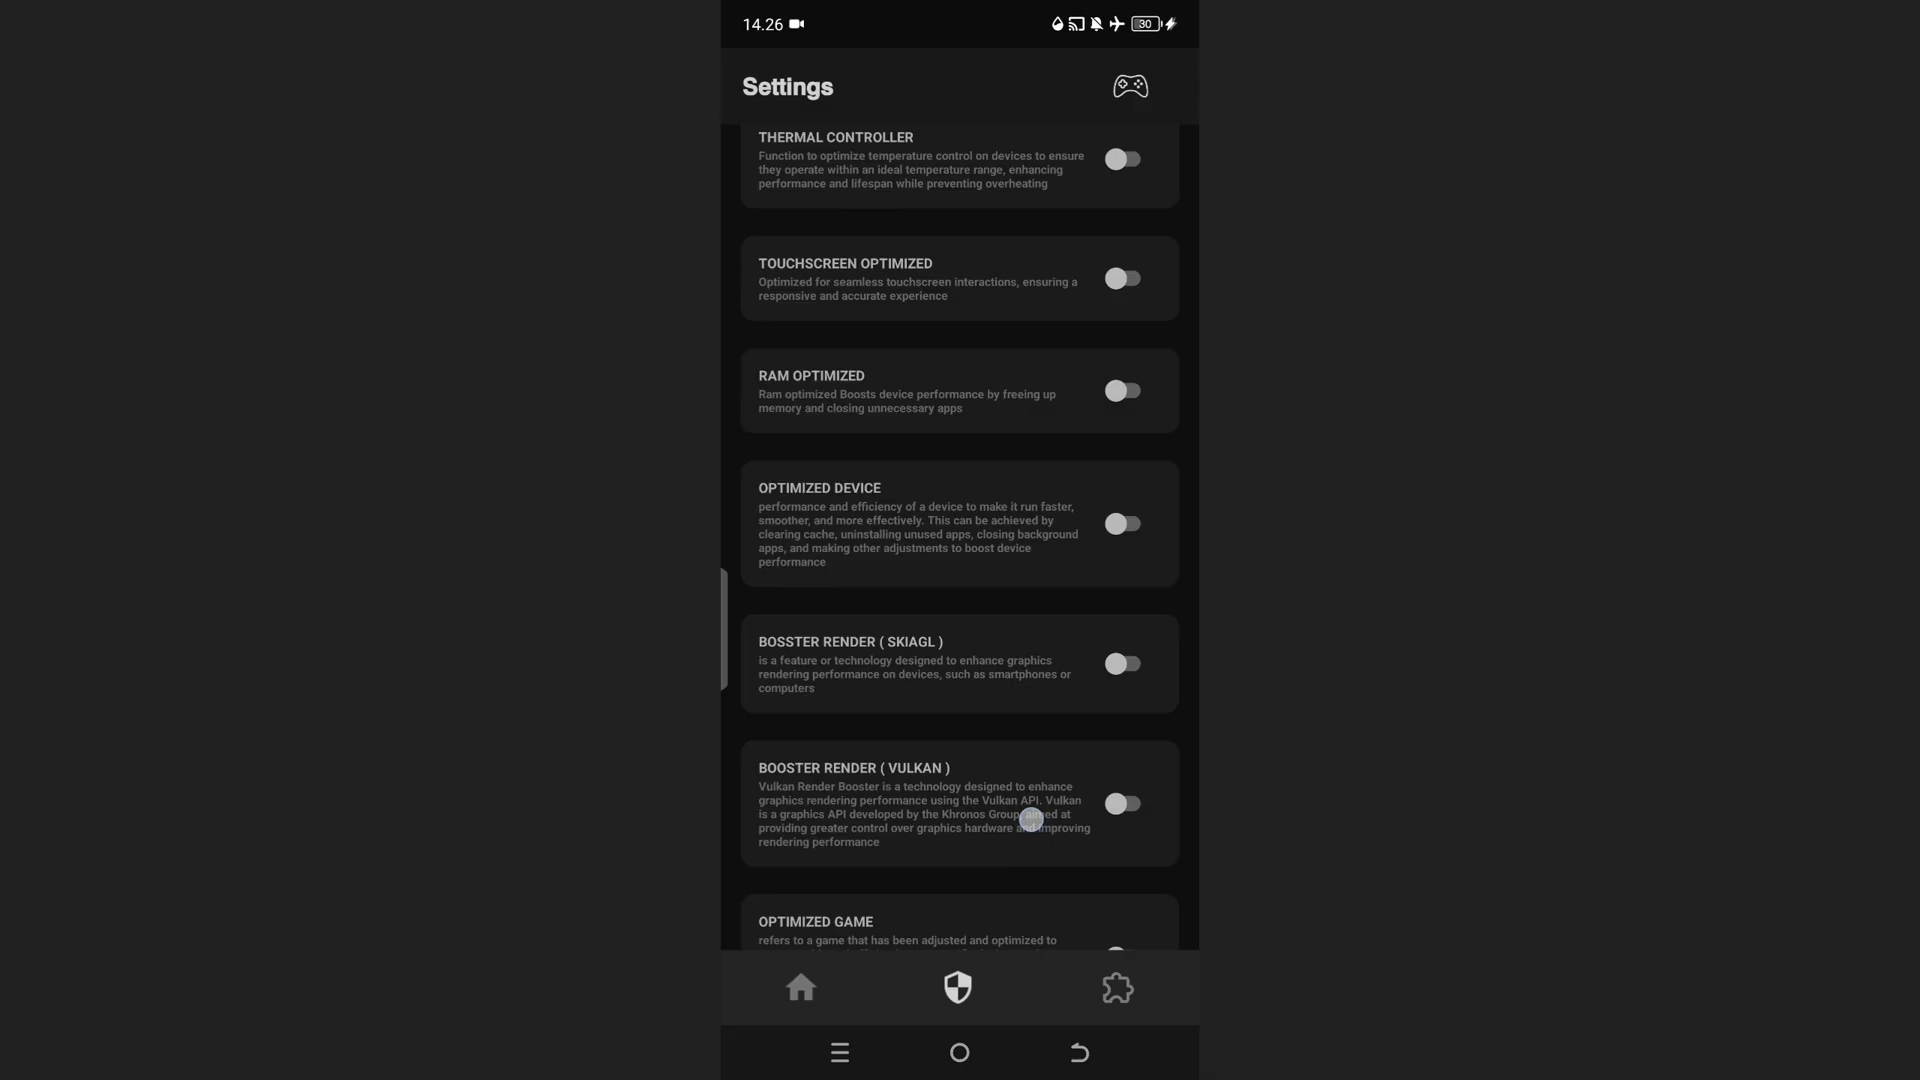 14.26
30
Settings
THERMAL CONTROLLER
Function to optimize temperature control on devices to ensure
they operate within an ideal temperature range, enhancing
performance and lifespan while preventing overheating
TOUCHSCREEN OPTIMIZED
Optimized for seamless touchscreen interactions, ensuring a
responsive and accurate experience
RAM OPTIMIZED
Ram optimized Boosts device performance by freeing up
memory and closing unnecessary apps
OPTIMIZED DEVICE
performance and efficiency of a device to make it run faster,
smoother, and more effectively. This can be achieved by
clearing cache, uninstalling unused apps, closing background
apps, and making other adjustments to boost device
performance
BOSSTER RENDER ( SKIAGL )
is a feature or technology designed to enhance graphics
rendering performance on devices, such as smartphones or
computers
BOOSTER RENDER ( VULKAN )
Vulkan Render Booster is a technology designed to enhance
graphics rendering performance using the Vulkan API. Vulkan
is a graphics API developed by the Khronos Group, aimed at
providing greater control over graphics hardware and improving
rendering performance
OPTIMIZED GAME
refers to a game that has been adjusted and optimized to